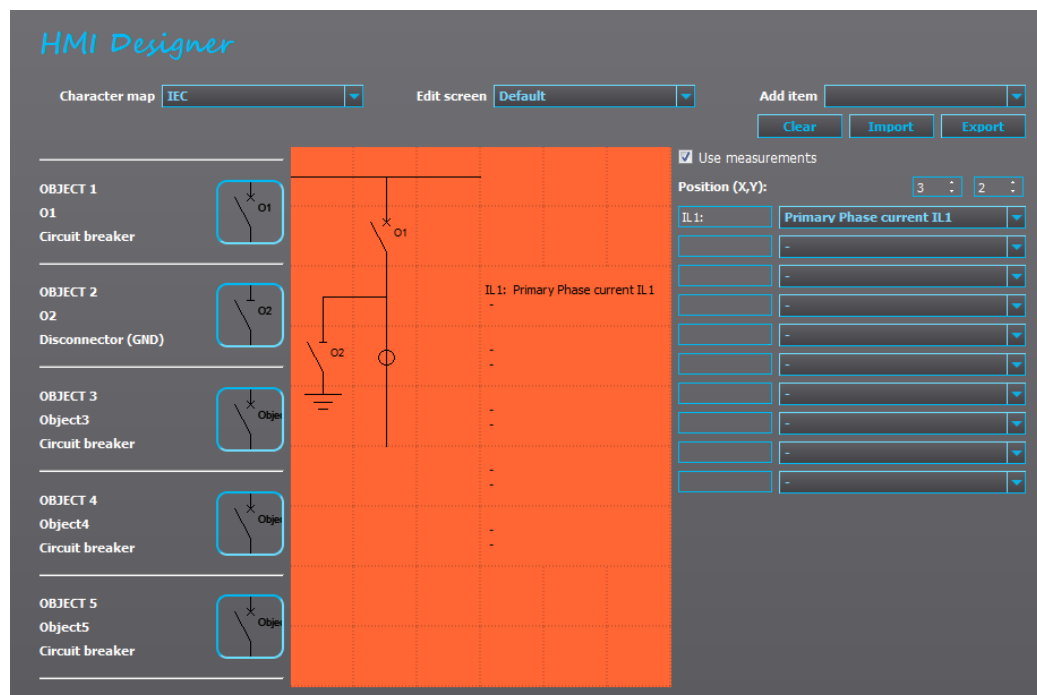 HMI Designer
Character map IEC Edit screen Default Add item
Clear Import Export
Use measurements
Position (X,Y): 3 2
OBJECT 1
O1
Circuit breaker
O1
OBJECT 2
O2
Disconnector (GND)
O2
OBJECT 3
Object3
Circuit breaker
Objec
OBJECT 4
Object4
Circuit breaker
Objec
OBJECT 5
Object5
Circuit breaker
Objec
O1
O2
IL1: Primary Phase current IL1
-
-
-
-
-
-
-
-
-
IL1: Primary Phase current IL1
-
-
-
-
-
-
-
-
-